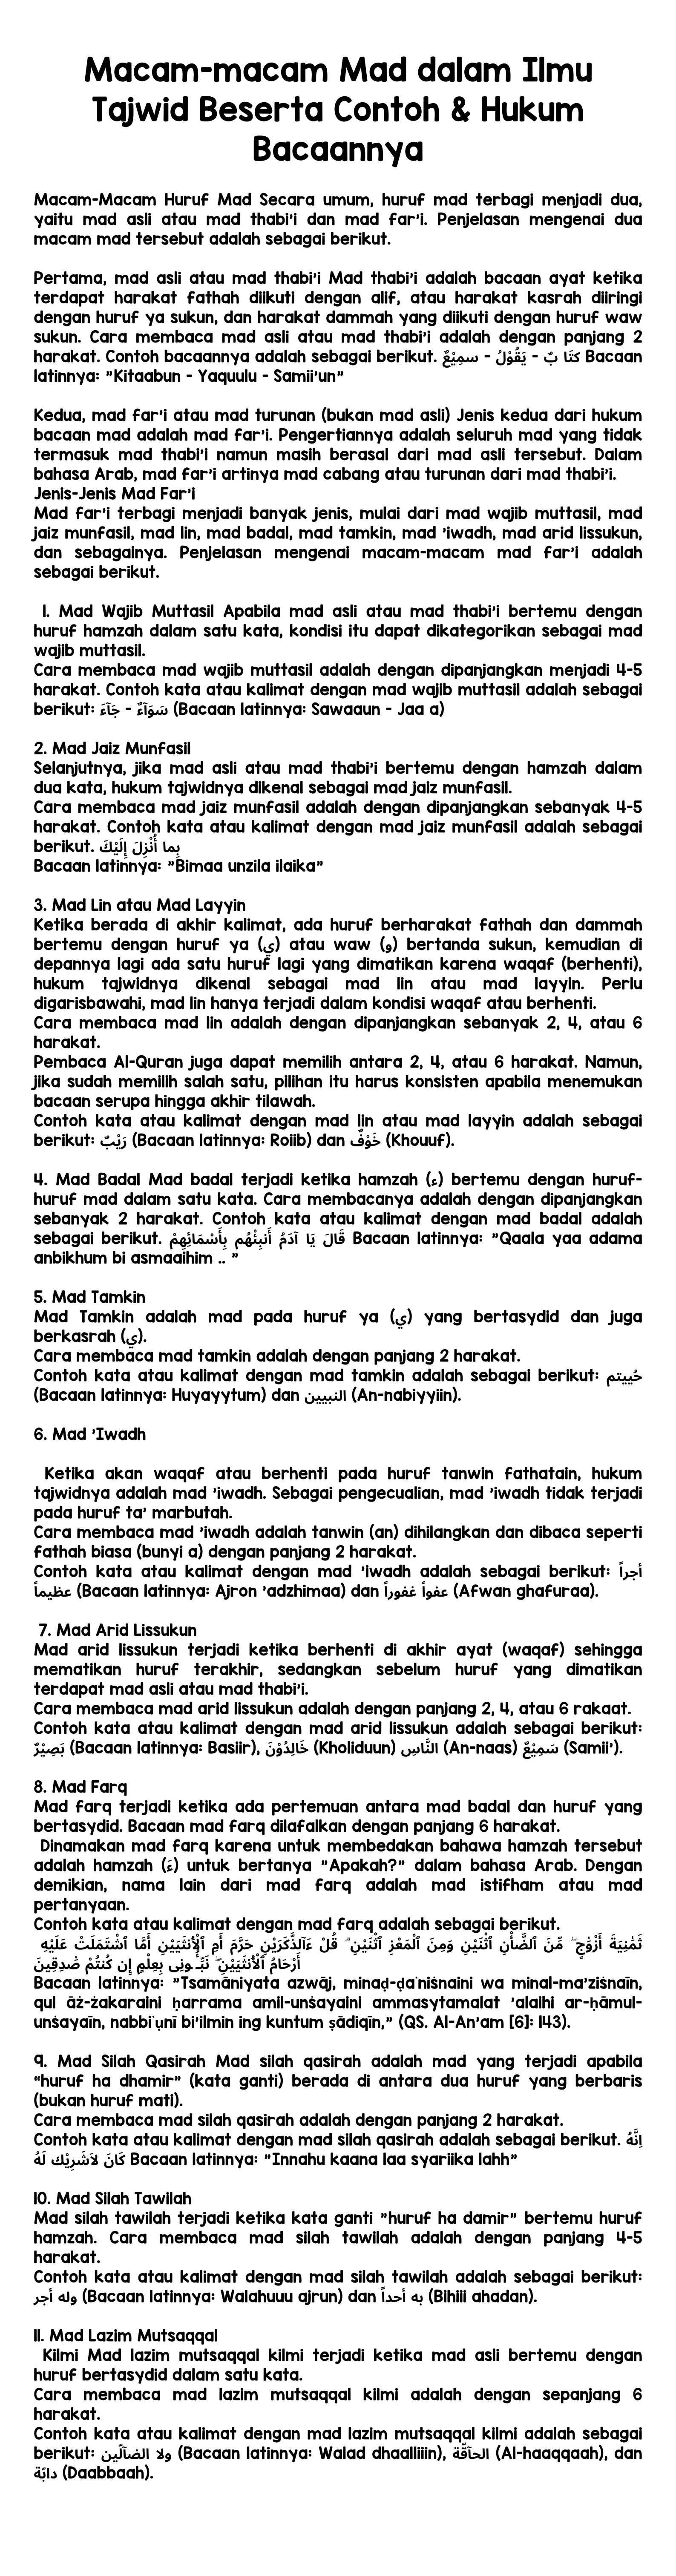 Macam-macam Mad dalam Ilmu
Tajwid Beserta Contoh & Hukum
Bacaannya
Macam-Macam Huruf Mad Secara umum, huruf mad terbagi menjadi dua,
yaitu mad asli atau mad thabi'i dan mad far'i. Penjelasan mengenai dua
macam mad tersebut adalah sebagai berikut.
Pertama, mad asli atau mad thabi'i Mad thabi'i adalah bacaan ayat ketika
terdapat harakat fathah diikuti dengan alif, atau harakat kasrah diiringi
dengan huruf ya sukun, dan harakat dammah yang diikuti dengan huruf waw
sukun. Cara membaca mad asli atau mad thabi'i adalah dengan panjang 2
harakat. Contoh bacaannya adalah sebagai berikut. كتَا بٌ - يَقُوْلُ - سمِيْعٌ Bacaan
latinnya: "Kitaabun - Yaquulu - Samii'un"
Kedua, mad far'i atau mad turunan (bukan mad asli) Jenis kedua dari hukum
bacaan mad adalah mad far'i. Pengertiannya adalah seluruh mad yang tidak
termasuk mad thabi'i namun masih berasal dari mad asli tersebut. Dalam
bahasa Arab, mad far'i artinya mad cabang atau turunan dari mad thabi'i.
Jenis-Jenis Mad Far'i
Mad far'i terbagi menjadi banyak jenis, mulai dari mad wajib muttasil, mad
jaiz munfasil, mad lin, mad badal, mad tamkin, mad 'iwadh, mad arid lissukun,
dan sebagainya. Penjelasan mengenai macam-macam mad far'i adalah
sebagai berikut.
1. Mad Wajib Muttasil Apabila mad asli atau mad thabi'i bertemu dengan
huruf hamzah dalam satu kata, kondisi itu dapat dikategorikan sebagai mad
wajib muttasil.
Cara membaca mad wajib muttasil adalah dengan dipanjangkan menjadi 4-5
harakat. Contoh kata atau kalimat dengan mad wajib muttasil adalah sebagai
berikut: سَوَآءٌ - جَآءَ (Bacaan latinnya: Sawaaun - Jaa a)
2. Mad Jaiz Munfasil
Selanjutnya, jika mad asli atau mad thabi'i bertemu dengan hamzah dalam
dua kata, hukum tajwidnya dikenal sebagai mad jaiz munfasil.
Cara membaca mad jaiz munfasil adalah dengan dipanjangkan sebanyak 4-5
harakat. Contoh kata atau kalimat dengan mad jaiz munfasil adalah sebagai
berikut. بِما أُنْزِلَ إِلَيْكَ
Bacaan latinnya: "Bimaa unzila ilaika"
3. Mad Lin atau Mad Layyin
Ketika berada di akhir kalimat, ada huruf berharakat fathah dan dammah
bertemu dengan huruf ya (ي) atau waw (و) bertanda sukun, kemudian di
depannya lagi ada satu huruf lagi yang dimatikan karena waqaf (berhenti),
hukum tajwidnya dikenal sebagai mad lin atau mad layyin. Perlu
digarisbawahi, mad lin hanya terjadi dalam kondisi waqaf atau berhenti.
Cara membaca mad lin adalah dengan dipanjangkan sebanyak 2, 4, atau 6
harakat.
Pembaca Al-Quran juga dapat memilih antara 2, 4, atau 6 harakat. Namun,
jika sudah memilih salah satu, pilihan itu harus konsisten apabila menemukan
bacaan serupa hingga akhir tilawah.
Contoh kata atau kalimat dengan mad lin atau mad layyin adalah sebagai
berikut: رَيْبٌ (Bacaan latinnya: Roiib) dan خَوْفٌ (Khouuf).
4. Mad Badal Mad badal terjadi ketika hamzah (ء) bertemu dengan huruf-
huruf mad dalam satu kata. Cara membacanya adalah dengan dipanjangkan
sebanyak 2 harakat. Contoh kata atau kalimat dengan mad badal adalah
sebagai berikut. قَالَ يَا آدَمُ أَنبِئْهُم بِأَسْمَائِهِمْ Bacaan latinnya: "Qaala yaa adama
anbikhum bi asmaaihim .. "
5. Mad Tamkin
Mad Tamkin adalah mad pada huruf ya (ي) yang bertasydid dan juga
berkasrah (ي).
Cara membaca mad tamkin adalah dengan panjang 2 harakat.
Contoh kata atau kalimat dengan mad tamkin adalah sebagai berikut: حُييتم
(Bacaan latinnya: Huyayytum) dan النبيين (An-nabiyyiin).
6. Mad 'Iwadh
Ketika akan waqaf atau berhenti pada huruf tanwin fathatain, hukum
tajwidnya adalah mad 'iwadh. Sebagai pengecualian, mad 'iwadh tidak terjadi
pada huruf ta' marbutah.
Cara membaca mad 'iwadh adalah tanwin (an) dihilangkan dan dibaca seperti
fathah biasa (bunyi a) dengan panjang 2 harakat.
Contoh kata atau kalimat dengan mad 'iwadh adalah sebagai berikut: أجراً
عظيماً (Bacaan latinnya: Ajron 'adzhimaa) dan عفواً غفوراً (Afwan ghafuraa).
7. Mad Arid Lissukun
Mad arid lissukun terjadi ketika berhenti di akhir ayat (waqaf) sehingga
mematikan huruf terakhir, sedangkan sebelum huruf yang dimatikan
terdapat mad asli atau mad thabi'i.
Cara membaca mad arid lissukun adalah dengan panjang 2, 4, atau 6 rakaat.
Contoh kata atau kalimat dengan mad arid lissukun adalah sebagai berikut:
بَصِيْرٌ (Bacaan latinnya: Basiir), خَالِدُوْنَ (Kholiduun) النَّاسِ (An-naas) سَمِيْعٌ (Samii').
8. Mad Farq
Mad farq terjadi ketika ada pertemuan antara mad badal dan huruf yang
bertasydid. Bacaan mad farq dilafalkan dengan panjang 6 harakat.
Dinamakan mad farq karena untuk membedakan bahawa hamzah tersebut
adalah hamzah (ءَ) untuk bertanya "Apakah?" dalam bahasa Arab. Dengan
demikian, nama lain dari mad farq adalah mad istifham atau mad
pertanyaan.
Contoh kata atau kalimat dengan mad farq adalah sebagai berikut.
ثَمَٰنِيَةَ أَزْوَٰجٍ ۖ مِّنَ ٱلضَّأْنِ ٱثْنَيْنِ وَمِنَ ٱلْمَعْزِ ٱثْنَيْنِ ۗ قُلْ ءَآلذَّكَرَيْنِ حَرَّمَ أَمِ ٱلْأُنثَيَيْنِ أَمَّا ٱشْتَمَلَتْ عَلَيْهِ
أَرْحَامُ ٱلْأُنثَيَيْنِ ۖ نَبِّـُٔونِى بِعِلْمٍ إِن كُنتُمْ صَٰدِقِينَ
Bacaan latinnya: "Tsamāniyata azwāj, minaḍ-ḍa`niṡnaini wa minal-ma'ziṡnaīn,
qul āż-żakaraini ḥarrama amil-unṡayaini ammasytamalat 'alaihi ar-ḥāmul-
unṡayaīn, nabbi`ụnī bi'ilmin ing kuntum ṣādiqīn," (QS. Al-An'am [6]: 143).
9. Mad Silah Qasirah Mad silah qasirah adalah mad yang terjadi apabila
"huruf ha dhamir" (kata ganti) berada di antara dua huruf yang berbaris
(bukan huruf mati).
Cara membaca mad silah qasirah adalah dengan panjang 2 harakat.
Contoh kata atau kalimat dengan mad silah qasirah adalah sebagai berikut. اِنَّهُ
كَانَ لاَشَرِيْك لَهُ Bacaan latinnya: "Innahu kaana laa syariika lahh"
10. Mad Silah Tawilah
Mad silah tawilah terjadi ketika kata ganti "huruf ha damir" bertemu huruf
hamzah. Cara membaca mad silah tawilah adalah dengan panjang 4-5
harakat.
Contoh kata atau kalimat dengan mad silah tawilah adalah sebagai berikut:
وله أجر (Bacaan latinnya: Walahuuu ajrun) dan به أحداً (Bihiii ahadan).
11. Mad Lazim Mutsaqqal
Kilmi Mad lazim mutsaqqal kilmi terjadi ketika mad asli bertemu dengan
huruf bertasydid dalam satu kata.
Cara membaca mad lazim mutsaqqal kilmi adalah dengan sepanjang 6
harakat.
Contoh kata atau kalimat dengan mad lazim mutsaqqal kilmi adalah sebagai
berikut: ولا الضآلّين (Bacaan latinnya: Walad dhaalliiin), الحآقّة (Al-haaqqaah), dan
دابّة (Daabbaah).